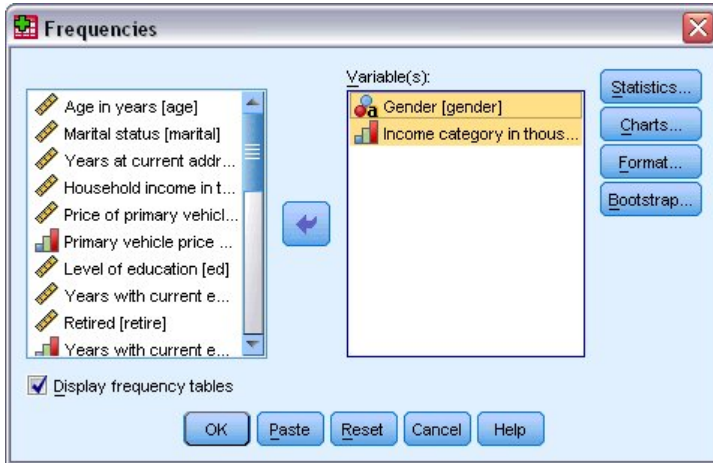 Frequencies
Variable(s):
Age in years [age]
Marital status [marital]
Years at current addr...
Household income in t...
Price of primary vehicl...
Primary vehicle price ...
Level of education [ed]
Years with current e...
Retired [retire]
Years with current e...
a Gender [gender]
Income category in thous...
Statistics...
Charts...
Format...
Bootstrap...
Display frequency tables
OK Paste Reset Cancel Help